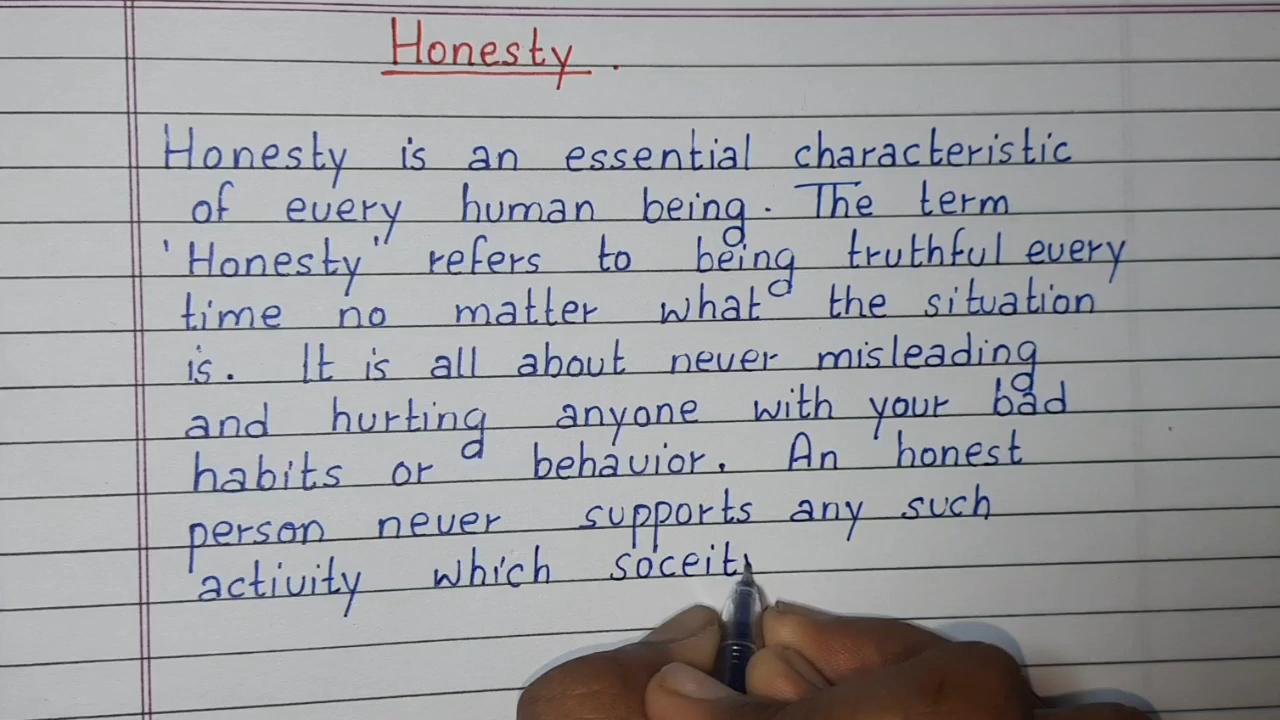 Honesty.
Honesty is an essential characteristic
of every human being. The term
'Honesty" refers to being truthful every
time no matter what the situation
is. It is all about never misleading
and hurting anyone with your bad
habits or behavior. An honest
person never supports any such
activity which soceit